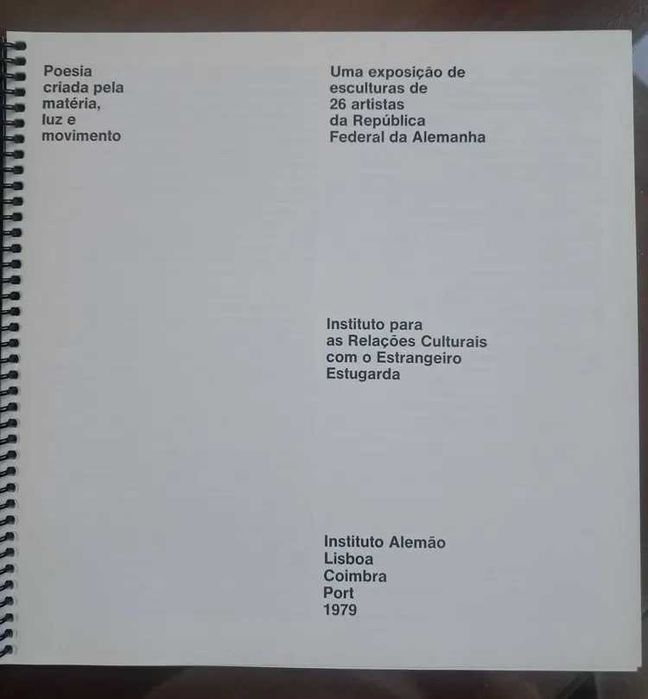 Poesia
criada pela
matéria,
luz e
movimento
Uma exposição de
esculturas de
26 artistas
da República
Federal da Alemanha
Instituto para
as Relações Culturais
com o Estrangeiro
Estugarda
Instituto Alemão
Lisboa
Coimbra
Port
1979